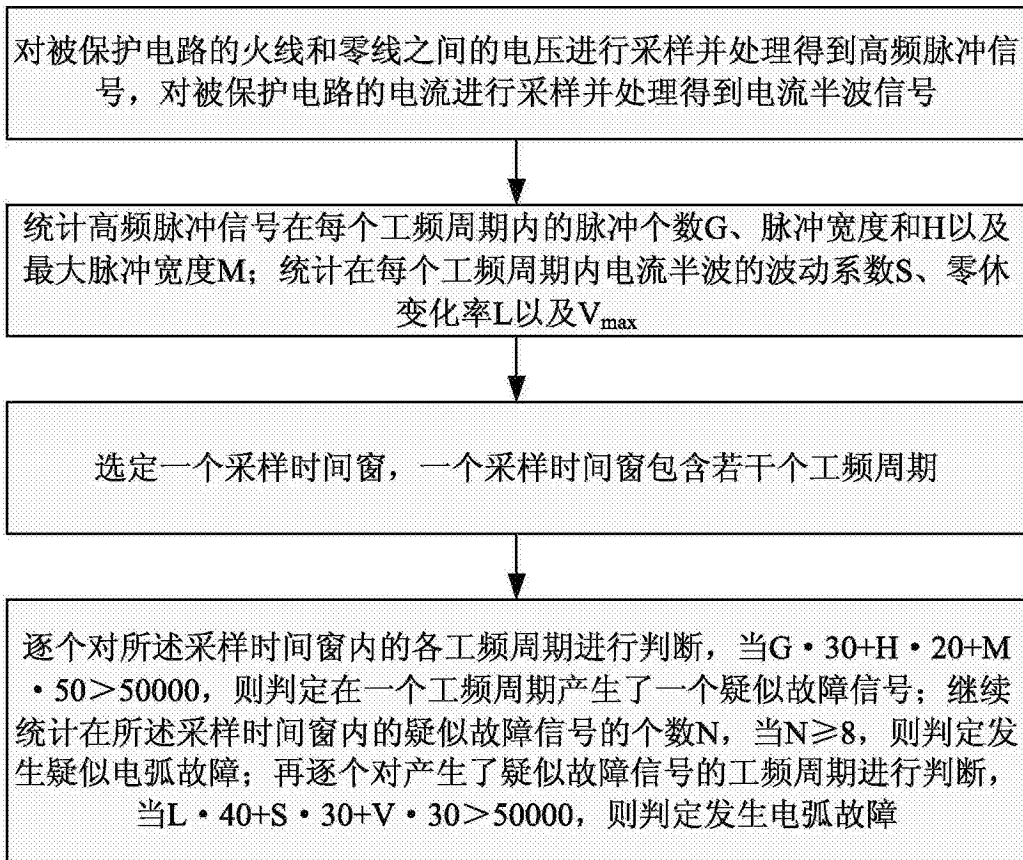 对被保护电路的火线和零线之间的电压进行采样并处理得到高频脉冲信
号，对被保护电路的电流进行采样并处理得到电流半波信号
统计高频脉冲信号在每个工频周期内的脉冲个数G、脉冲宽度和H以及
最大脉冲宽度M；统计在每个工频周期内电流半波的波动系数S、零休
变化率L以及Vmax
选定一个采样时间窗，一个采样时间窗包含若干个工频周期
逐个对所述采样时间窗内的各工频周期进行判断，当G·30+H·20+M
·50＞50000，则判定在一个工频周期产生了一个疑似故障信号；继续
统计在所述采样时间窗内的疑似故障信号的个数N，当N≥8，则判定发
生疑似电弧故障；再逐个对产生了疑似故障信号的工频周期进行判断，
当L·40+S·30+V·30＞50000，则判定发生电弧故障